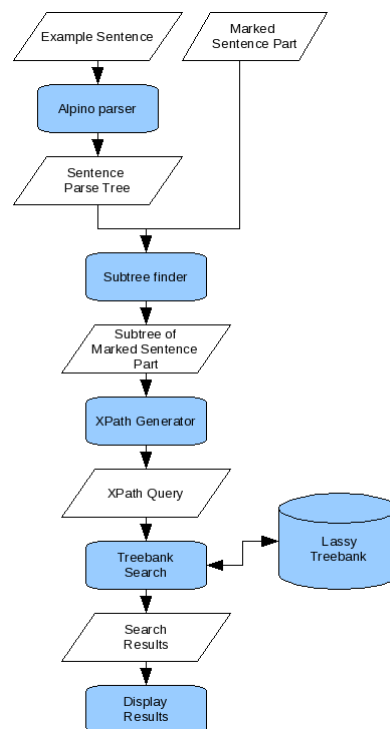 Example Sentence
Marked
Sentence Part
Alpino parser
Sentence
Parse Tree
Subtree finder
Subtree of
Marked Sentence
Part
XPath Generator
XPath Query
Treebank
Search
Lassy
Treebank
Search
Results
Display
Results